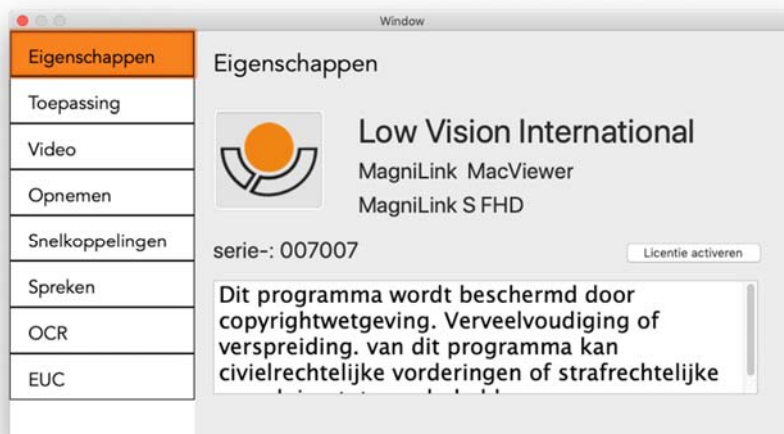 Window
Eigenschappen
Toepassing
Video
Opnemen
Snelkoppelingen
Spreken
OCR
EUC
Eigenschappen
Low Vision International
MagniLink MacViewer
MagniLink S FHD
serie-: 007007
Licentie activeren
Dit programma wordt beschermd door
copyrightwetgeving. Verveelvoudiging of
verspreiding. van dit programma kan
civielrechtelijke vorderingen of strafrechtelijke